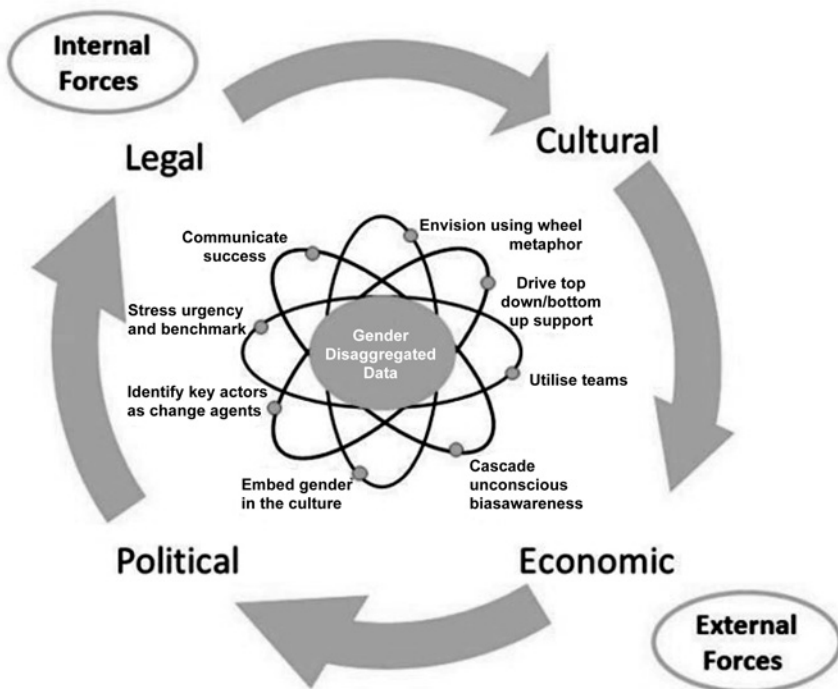 Internal
Forces
Legal
Cultural
Communicate
success
Envision using wheel
metaphor
Drive top
down/bottom
up support
Stress urgency
and benchmark
Gender
Disaggregated
Data
Utilise teams
Identify key actors
as change agents
Embed gender
in the culture
Cascade
unconscious
biasawareness
Political
Economic
External
Forces